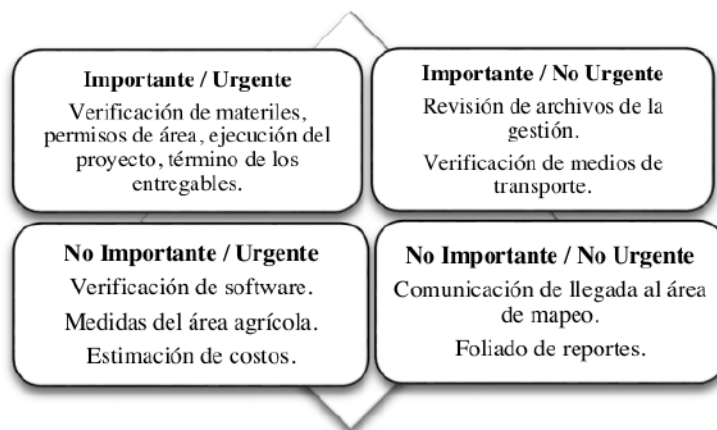 Importante / Urgente
Verificación de materiles,
permisos de área, ejecución del
proyecto, término de los
entregables.
Importante / No Urgente
Revisión de archivos de la
gestión.
Verificación de medios de
transporte.
No Importante / Urgente
Verificación de software.
Medidas del área agrícola.
Estimación de costos.
No Importante / No Urgente
Comunicación de llegada al área
de mapeo.
Foliado de reportes.